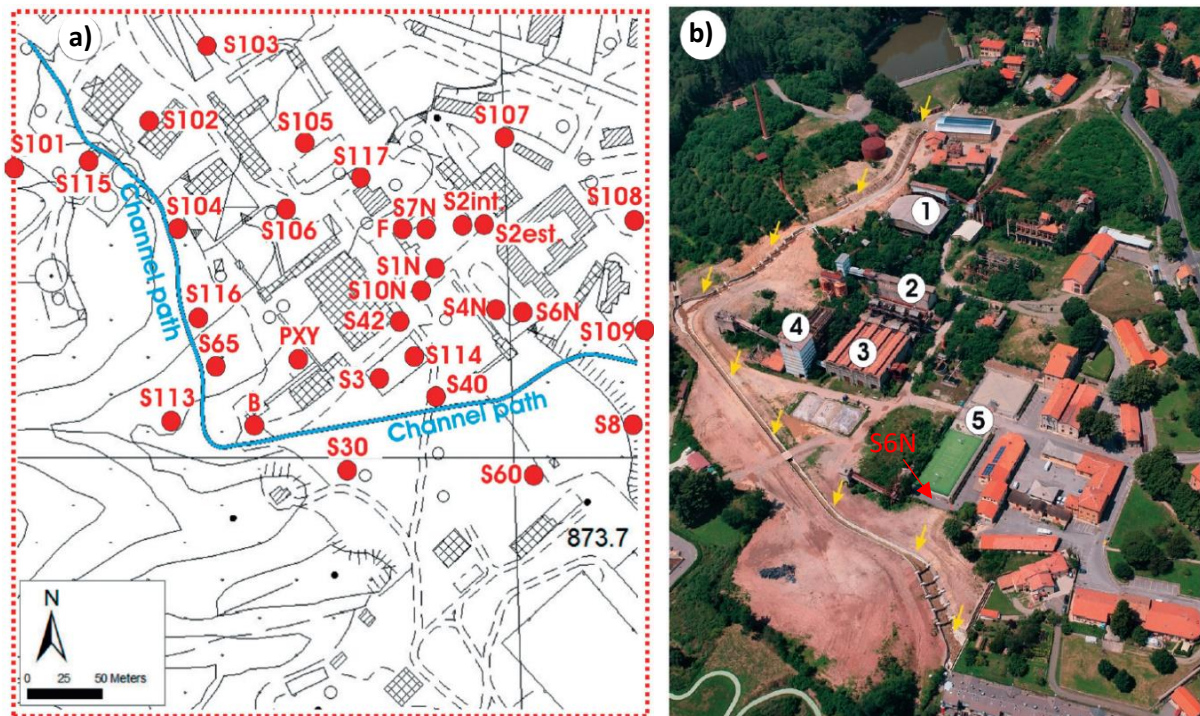 a)
S103
S102
S105
S107
S101
S115
S117
S104
S106
S7N
S2int
S108
F
S2est
Channel path
S1N
S10N
S116
S4N
S6N
S42
S109
S65
PXY
S114
S3
S40
S113
B
Channel path
S8
S30
S60
873.7
N
0 25 50 Meters
b)
1
2
4
3
5
S6N